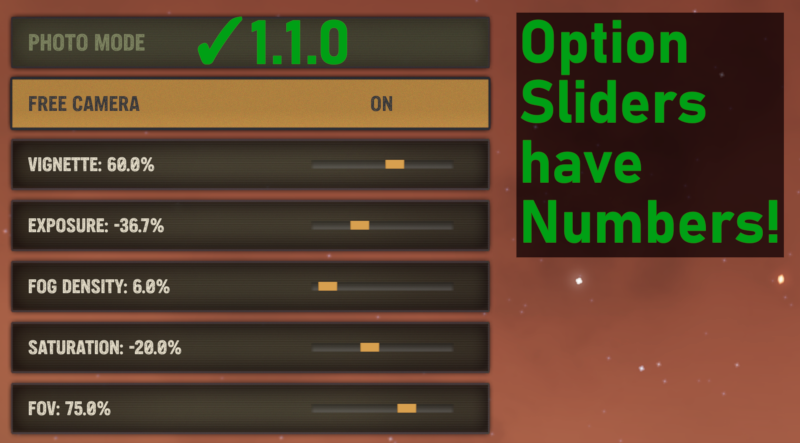 PHOTO MODE ✓1.1.0
FREE CAMERA ON
VIGNETTE: 60.0%
EXPOSURE: -36.7%
FOG DENSITY: 6.0%
SATURATION: -20.0%
FOV: 75.0%
Option
Sliders
have
Numbers!